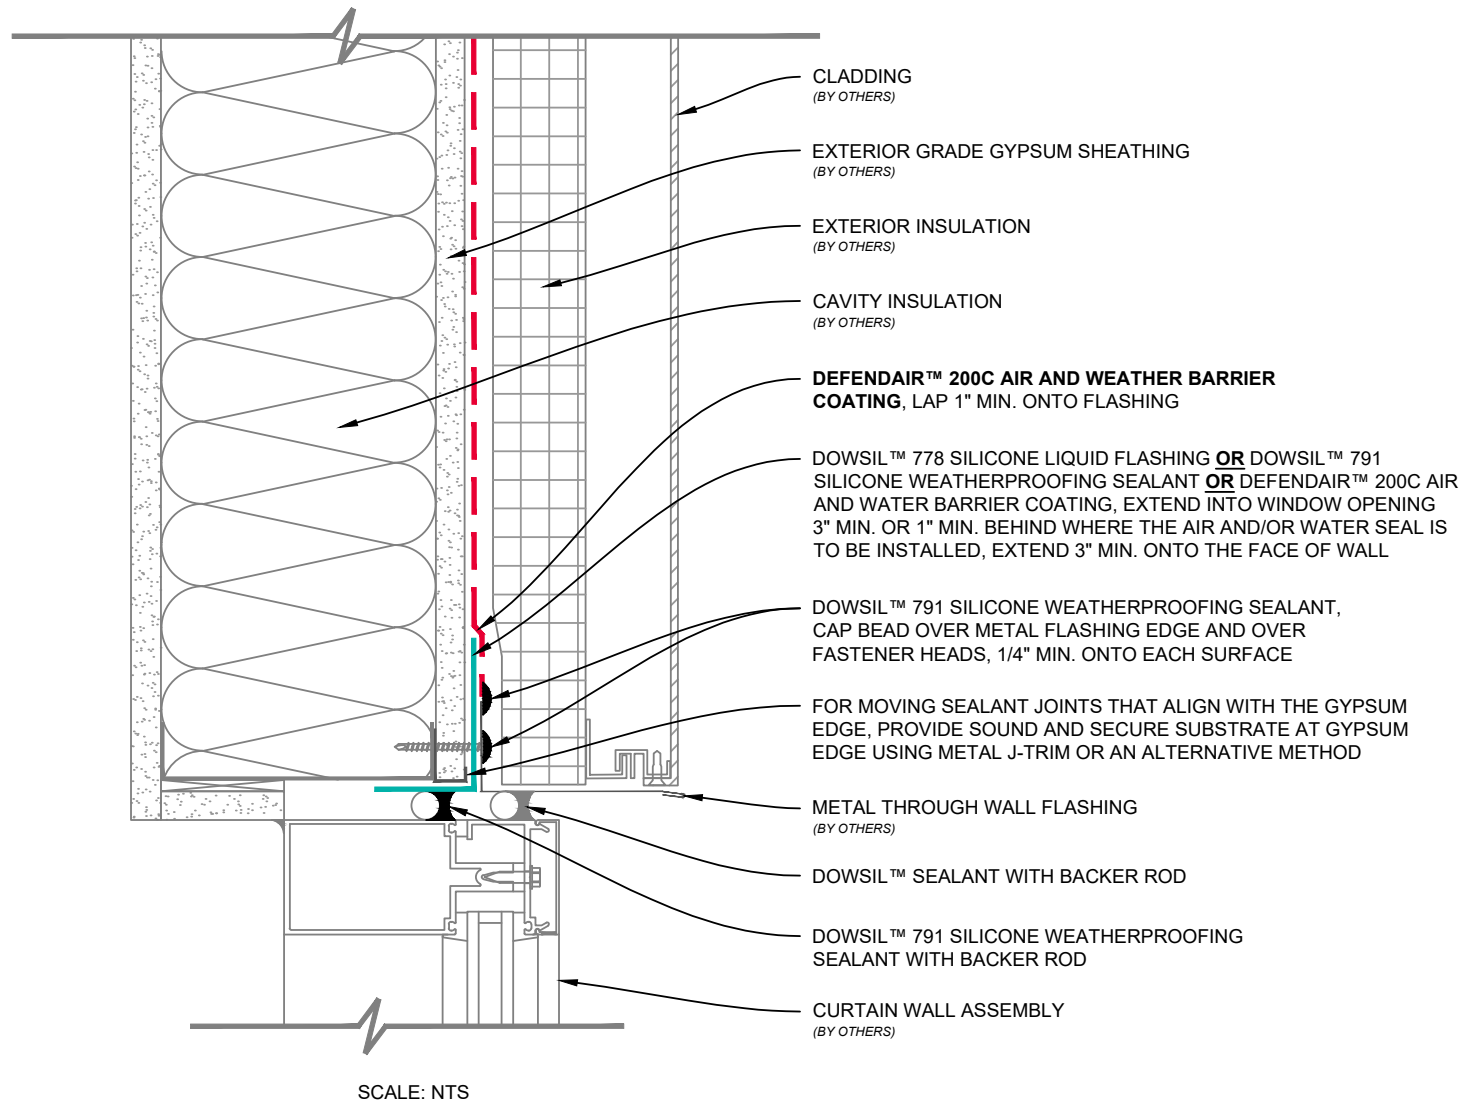 CLADDING
(BY OTHERS)
EXTERIOR GRADE GYPSUM SHEATHING
(BY OTHERS)
EXTERIOR INSULATION
(BY OTHERS)
CAVITY INSULATION
(BY OTHERS)
DEFENDAIR™ 200C AIR AND WEATHER BARRIER
COATING, LAP 1" MIN. ONTO FLASHING
DOWSIL™ 778 SILICONE LIQUID FLASHING OR DOWSIL™ 791
SILICONE WEATHERPROOFING SEALANT OR DEFENDAIR™ 200C AIR
AND WATER BARRIER COATING, EXTEND INTO WINDOW OPENING
3" MIN. OR 1" MIN. BEHIND WHERE THE AIR AND/OR WATER SEAL IS
TO BE INSTALLED, EXTEND 3" MIN. ONTO THE FACE OF WALL
DOWSIL™ 791 SILICONE WEATHERPROOFING SEALANT,
CAP BEAD OVER METAL FLASHING EDGE AND OVER
FASTENER HEADS, 1/4" MIN. ONTO EACH SURFACE
FOR MOVING SEALANT JOINTS THAT ALIGN WITH THE GYPSUM
EDGE, PROVIDE SOUND AND SECURE SUBSTRATE AT GYPSUM
EDGE USING METAL J-TRIM OR AN ALTERNATIVE METHOD
METAL THROUGH WALL FLASHING
(BY OTHERS)
DOWSIL™ SEALANT WITH BACKER ROD
DOWSIL™ 791 SILICONE WEATHERPROOFING
SEALANT WITH BACKER ROD
CURTAIN WALL ASSEMBLY
(BY OTHERS)
SCALE: NTS